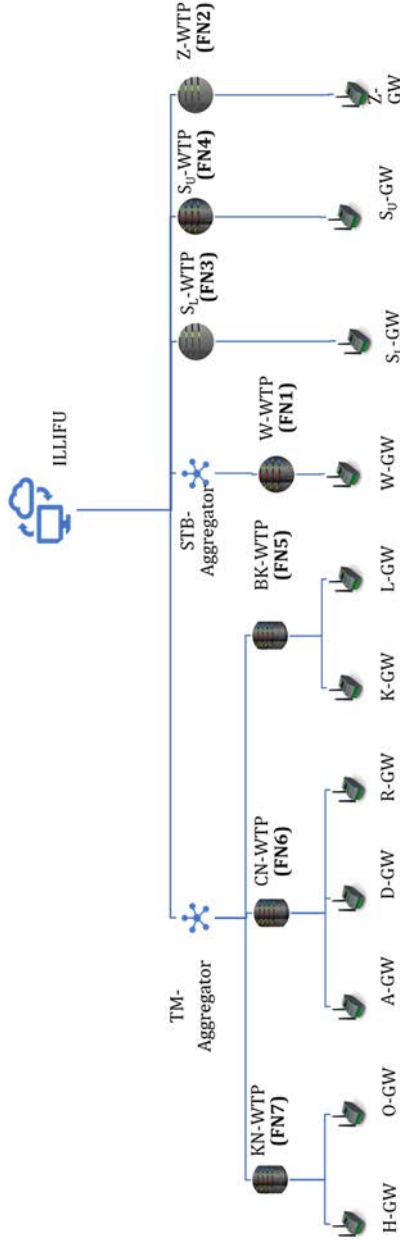 ILLIFU
TM-
Aggregator
STB-
Aggregator
KN-WTP
(FN7)
CN-WTP
(FN6)
BK-WTP
(FN5)
W-WTP
(FN1)
SL-WTP
(FN3)
SU-WTP
(FN4)
Z-WTP
(FN2)
H-GW
O-GW
A-GW
D-GW
R-GW
K-GW
L-GW
W-GW
SL-GW
SU-GW
Z-
GW